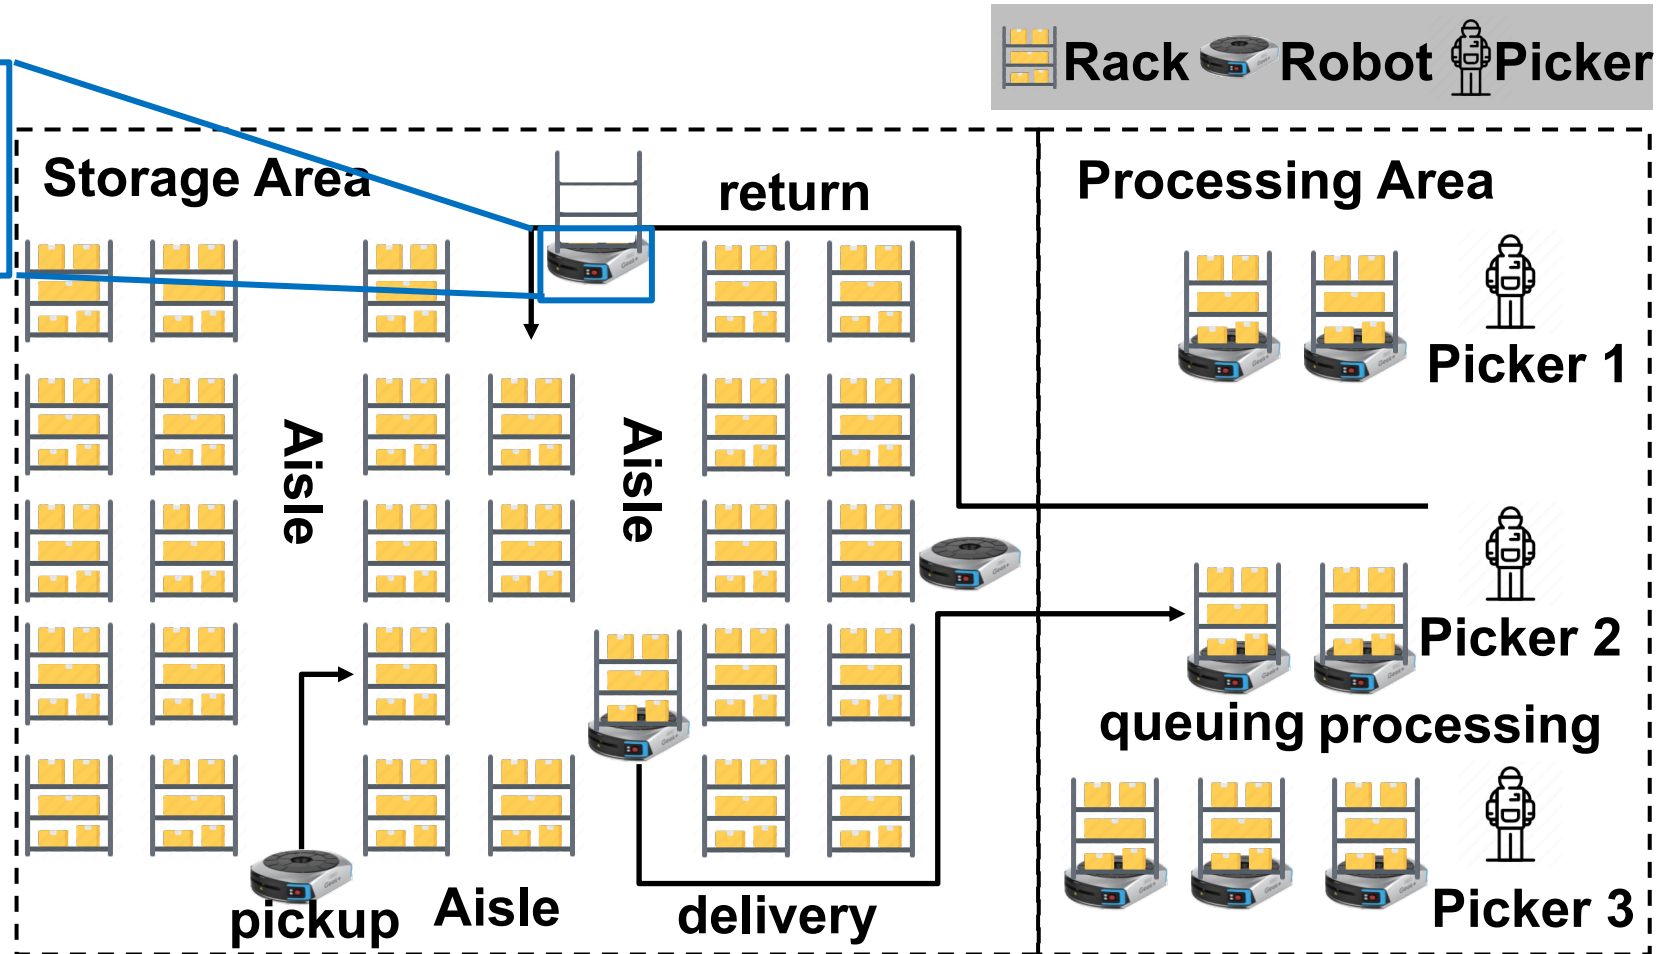 Rack Robot Picker
Storage Area
return
Processing Area
Picker 1
Aisle
Aisle
Picker 2
queuing processing
pickup
Aisle
delivery
Picker 3